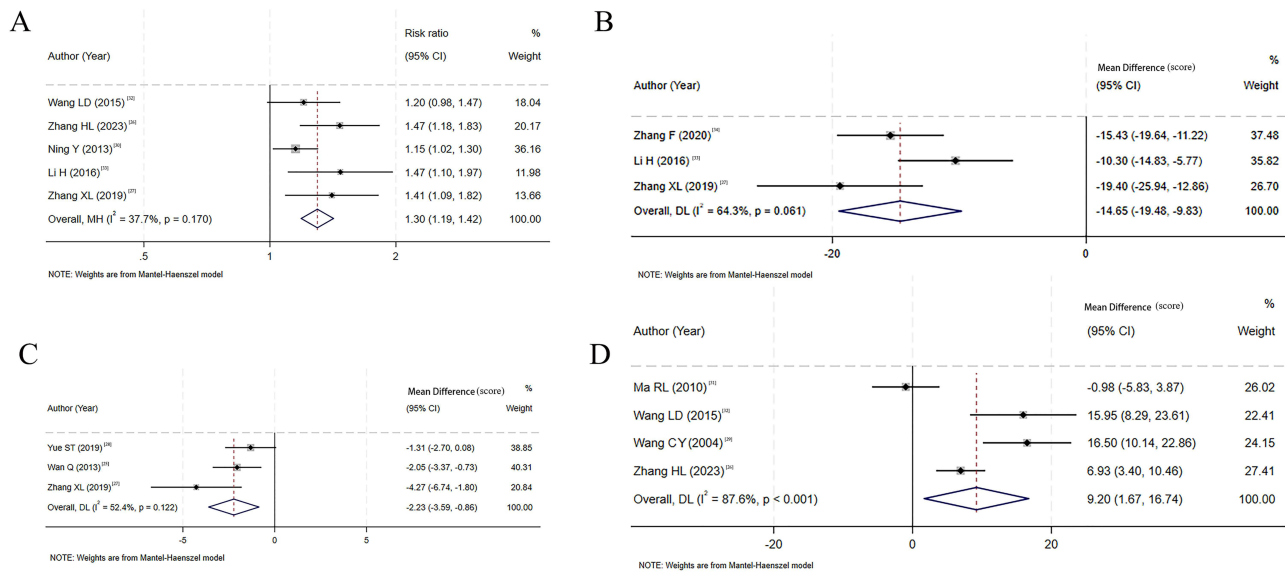 A
Risk ratio %
Author (Year) (95% CI) Weight
Wang LD (2015) [32] 1.20 (0.98, 1.47) 18.04
Zhang HL (2023) [26] 1.47 (1.18, 1.83) 20.17
Ning Y (2013) [30] 1.15 (1.02, 1.30) 36.16
Li H (2016) [33] 1.47 (1.10, 1.97) 11.98
Zhang XL (2019) [27] 1.41 (1.09, 1.82) 13.66
Overall, MH (I² = 37.7%, p = 0.170) 1.30 (1.19, 1.42) 100.00
.5 1 2
NOTE: Weights are from Mantel-Haenszel model
B
Mean Difference (score) %
Author (Year) (95% CI) Weight
Zhang F (2020) [34] -15.43 (-19.64, -11.22) 37.48
Li H (2016) [33] -10.30 (-14.83, -5.77) 35.82
Zhang XL (2019) [27] -19.40 (-25.94, -12.86) 26.70
Overall, DL (I² = 64.3%, p = 0.061) -14.65 (-19.48, -9.83) 100.00
-20 0
NOTE: Weights are from Mantel-Haenszel model
C
Mean Difference (score) %
Author (Year) (95% CI) Weight
Yue ST (2019) [28] -1.31 (-2.70, 0.08) 38.85
Wan Q (2013) [25] -2.05 (-3.37, -0.73) 40.31
Zhang XL (2019) [27] -4.27 (-6.74, -1.80) 20.84
Overall, DL (I² = 52.4%, p = 0.122) -2.23 (-3.59, -0.86) 100.00
-5 0 5
NOTE: Weights are from Mantel-Haenszel model
D
Mean Difference (score) %
Author (Year) (95% CI) Weight
Ma RL (2010) [31] -0.98 (-5.83, 3.87) 26.02
Wang LD (2015) [32] 15.95 (8.29, 23.61) 22.41
Wang CY (2004) [29] 16.50 (10.14, 22.86) 24.15
Zhang HL (2023) [26] 6.93 (3.40, 10.46) 27.41
Overall, DL (I² = 87.6%, p < 0.001) 9.20 (1.67, 16.74) 100.00
-20 0 20
NOTE: Weights are from Mantel-Haenszel model